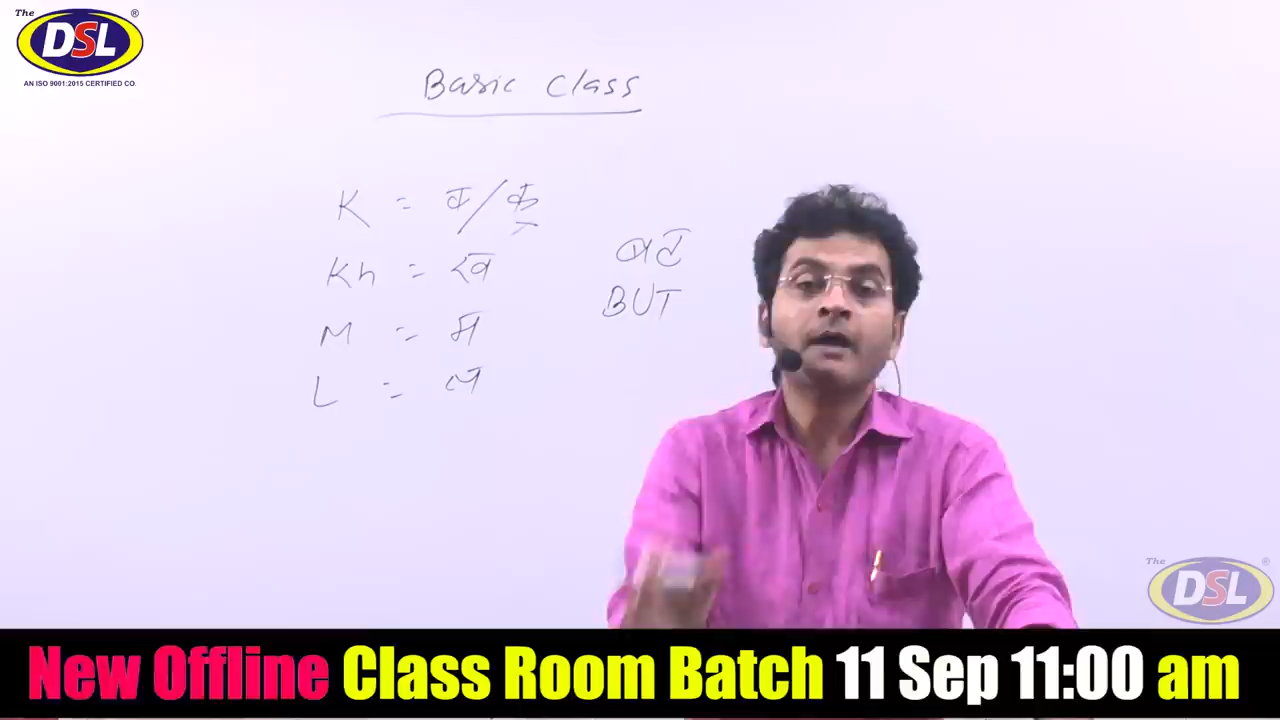 The DSL ®
AN ISO 9001:2015 CERTIFIED CO.
Basic Class
K = क / क्
Kh = ख
M = म
L = ल
बट
BUT
The DSL ®
New Offline Class Room Batch 11 Sep 11:00 am